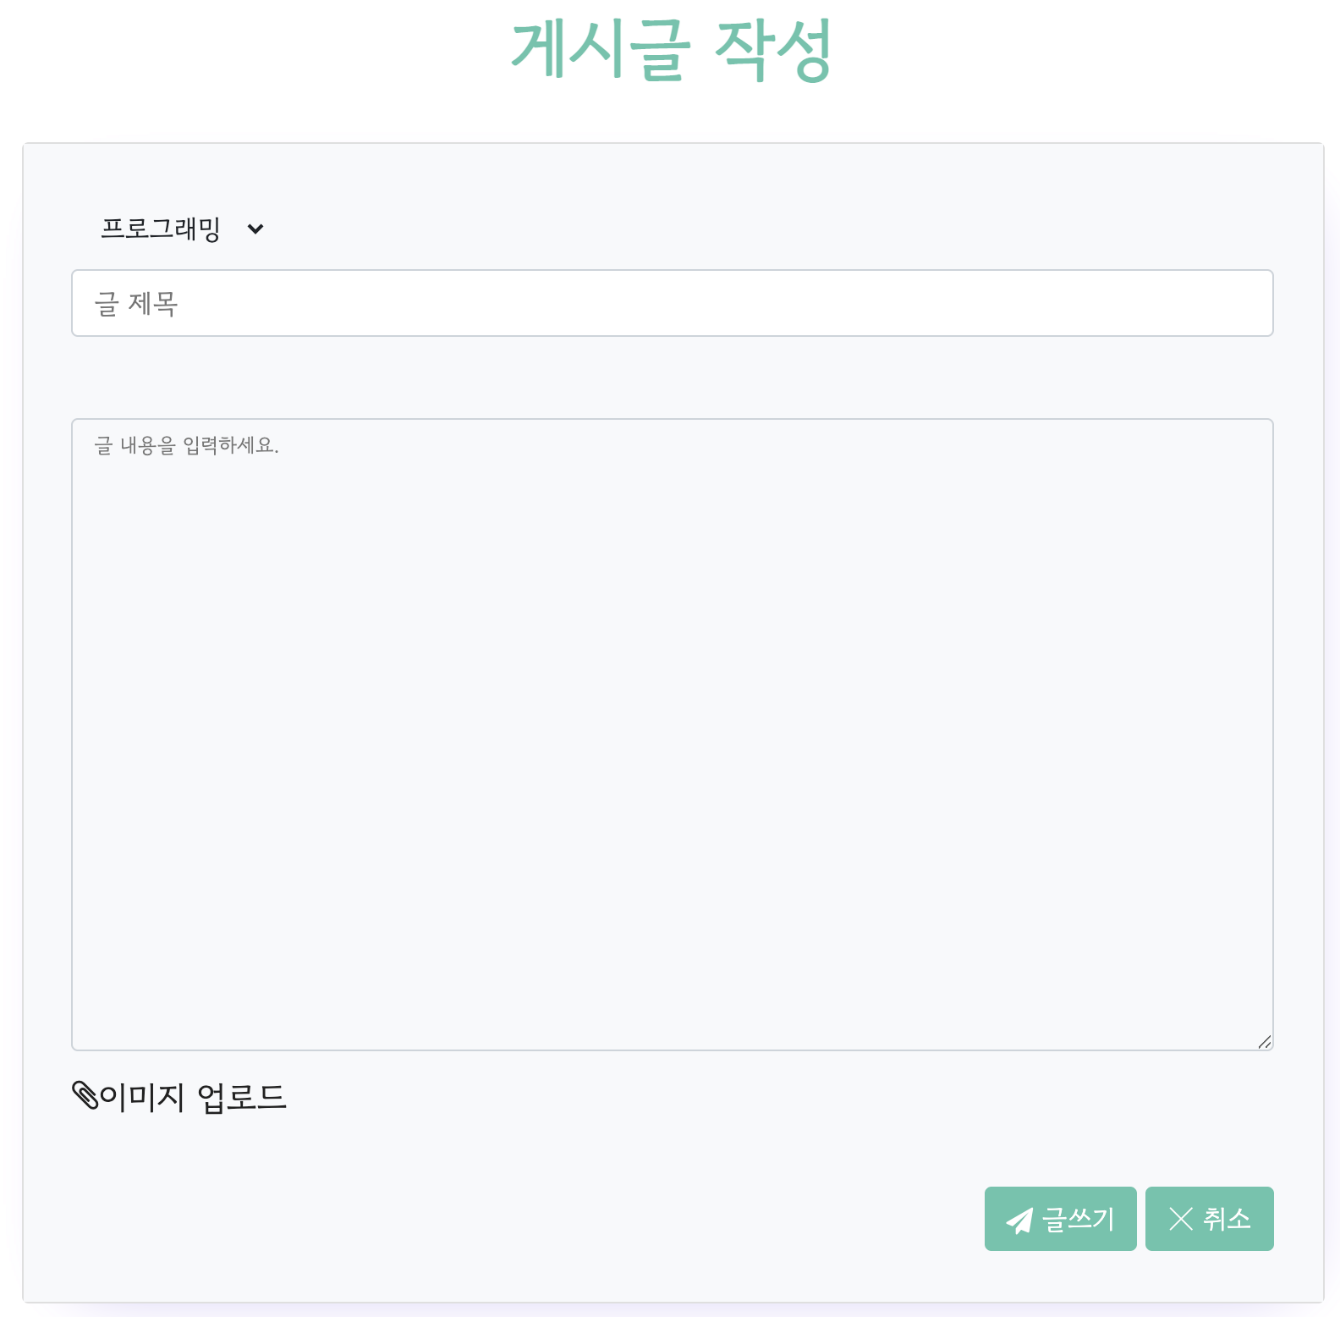 게시글 작성
프로그래밍
글 제목
글 내용을 입력하세요.
이미지 업로드
글쓰기
취소